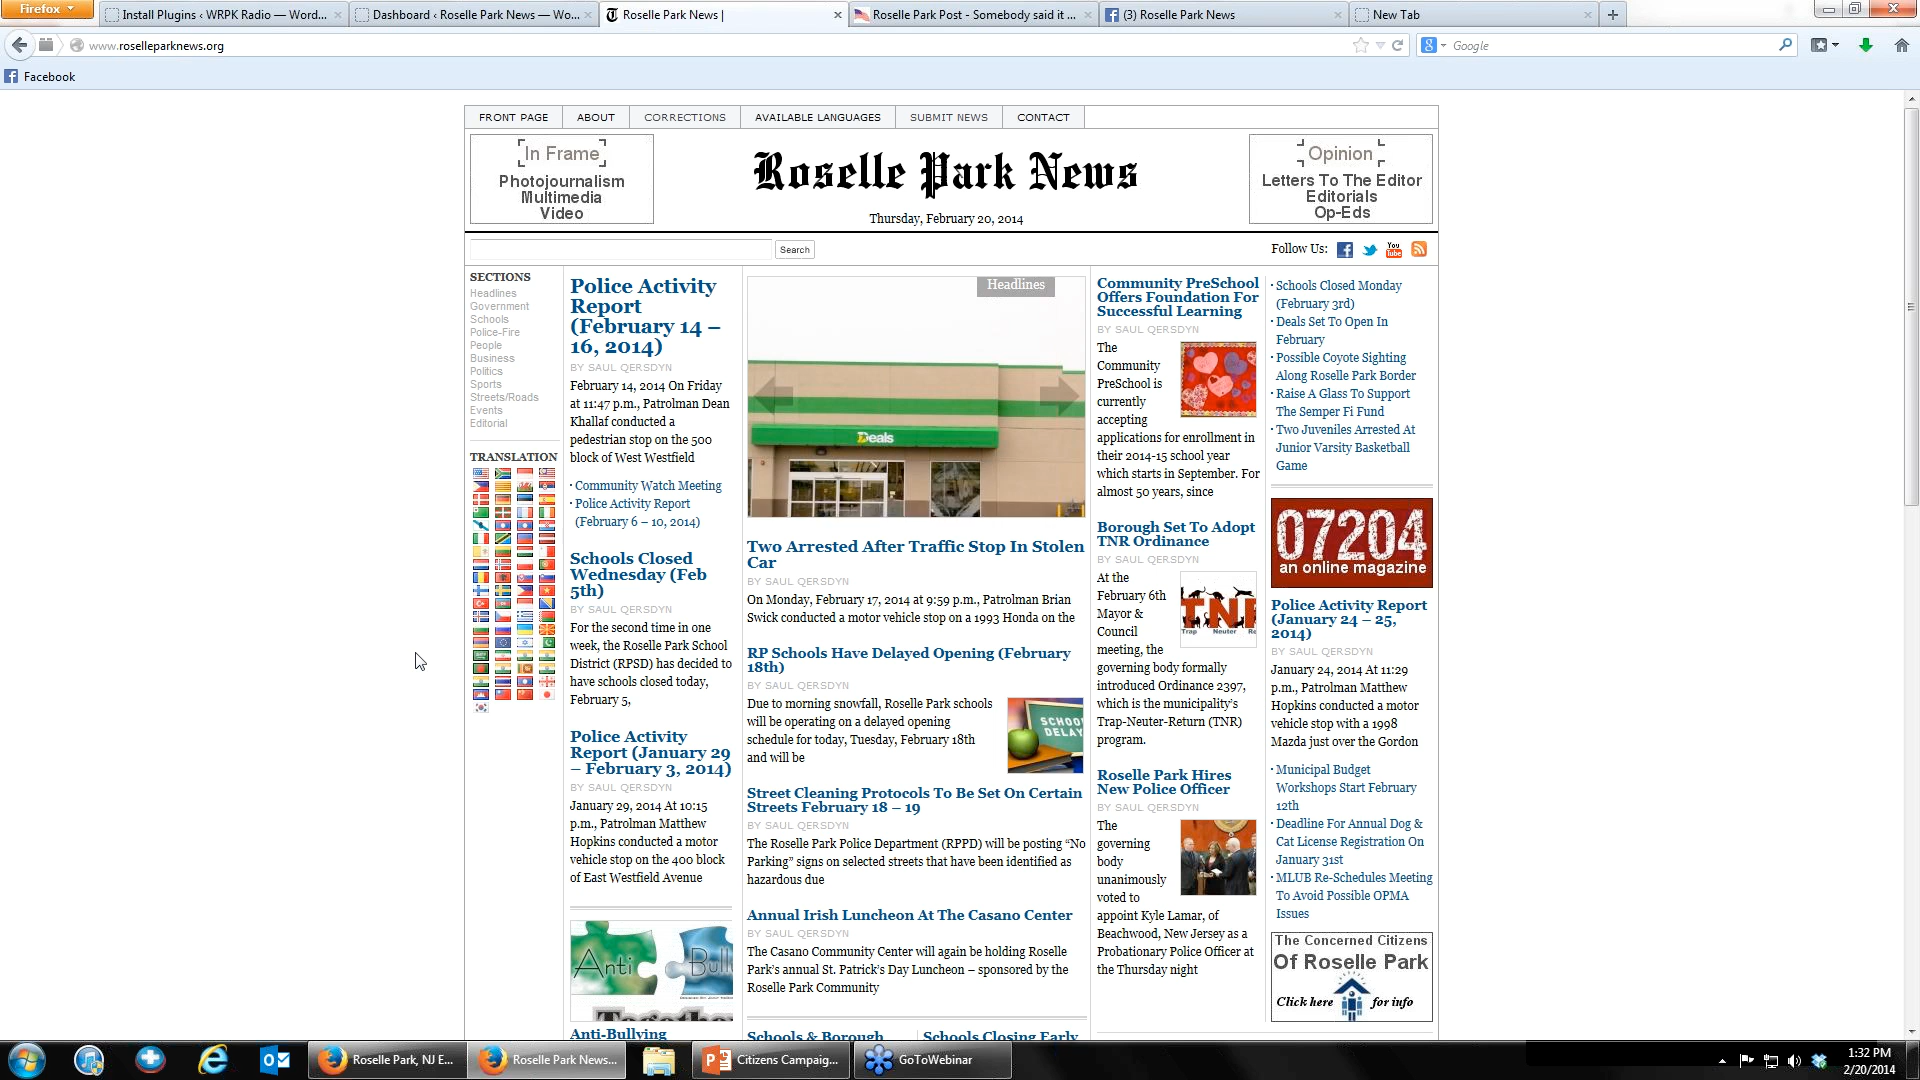 Firefox
Install Plugins ‹ WRPK Radio — Word...
Dashboard ‹ Roselle Park News — Wo...
Roselle Park News |
Roselle Park Post - Somebody said it ...
(3) Roselle Park News
New Tab
www.roselleparknews.org
Google
Facebook
FRONT PAGE
ABOUT
CORRECTIONS
AVAILABLE LANGUAGES
SUBMIT NEWS
CONTACT
In Frame
Photojournalism
Multimedia
Video
Roselle Park News
Thursday, February 20, 2014
Opinion
Letters To The Editor
Editorials
Op-Eds
Search
Follow Us:
You
Tube
SECTIONS
Headlines
Government
Schools
Police-Fire
People
Business
Politics
Sports
Streets/Roads
Events
Editorial
TRANSLATION
Police Activity
Report
(February 14 –
16, 2014)
BY SAUL QERSDYN
February 14, 2014 On Friday
at 11:47 p.m., Patrolman Dean
Khallaf conducted a
pedestrian stop on the 500
block of West Westfield
· Community Watch Meeting
· Police Activity Report
(February 6 – 10, 2014)
Schools Closed
Wednesday (Feb
5th)
BY SAUL QERSDYN
For the second time in one
week, the Roselle Park School
District (RPSD) has decided to
have schools closed today,
February 5,
Police Activity
Report (January 29
– February 3, 2014)
BY SAUL QERSDYN
January 29, 2014 At 10:15
p.m., Patrolman Matthew
Hopkins conducted a motor
vehicle stop on the 400 block
of East Westfield Avenue
Anti Bull
Together
Anti-Bullying
Headlines
Deals
Two Arrested After Traffic Stop In Stolen
Car
BY SAUL QERSDYN
On Monday, February 17, 2014 at 9:59 p.m., Patrolman Brian
Swick conducted a motor vehicle stop on a 1993 Honda on the
RP Schools Have Delayed Opening (February
18th)
BY SAUL QERSDYN
Due to morning snowfall, Roselle Park schools
will be operating on a delayed opening
schedule for today, Tuesday, February 18th
and will be
SCHOO
DELAY
Street Cleaning Protocols To Be Set On Certain
Streets February 18 – 19
BY SAUL QERSDYN
The Roselle Park Police Department (RPPD) will be posting “No
Parking” signs on selected streets that have been identified as
hazardous due
Annual Irish Luncheon At The Casano Center
BY SAUL QERSDYN
The Casano Community Center will again be holding Roselle
Park’s annual St. Patrick’s Day Luncheon – sponsored by the
Roselle Park Community
Schools & Borough
Schools Closing Early
Community PreSchool
Offers Foundation For
Successful Learning
BY SAUL QERSDYN
The
Community
PreSchool is
currently
accepting
applications for enrollment in
their 2014-15 school year
which starts in September. For
almost 50 years, since
Borough Set To Adopt
TNR Ordinance
BY SAUL QERSDYN
At the
February 6th
Mayor &
Council
meeting, the
governing body formally
introduced Ordinance 2397,
which is the municipality’s
Trap-Neuter-Return (TNR)
program.
TNR
Trap Neuter Re
Roselle Park Hires
New Police Officer
BY SAUL QERSDYN
The
governing
body
unanimously
voted to
appoint Kyle Lamar, of
Beachwood, New Jersey as a
Probationary Police Officer at
the Thursday night
· Schools Closed Monday
(February 3rd)
· Deals Set To Open In
February
· Possible Coyote Sighting
Along Roselle Park Border
· Raise A Glass To Support
The Semper Fi Fund
· Two Juveniles Arrested At
Junior Varsity Basketball
Game
07204
an online magazine
Police Activity Report
(January 24 – 25,
2014)
BY SAUL QERSDYN
January 24, 2014 At 11:29
p.m., Patrolman Matthew
Hopkins conducted a motor
vehicle stop with a 1998
Mazda just over the Gordon
· Municipal Budget
Workshops Start February
12th
· Deadline For Annual Dog &
Cat License Registration On
January 31st
· MLUB Re-Schedules Meeting
To Avoid Possible OPMA
Issues
The Concerned Citizens
Of Roselle Park
Click here for info
Roselle Park, NJ E...
Roselle Park News...
Citizens Campaig...
GoToWebinar
1:32 PM
2/20/2014